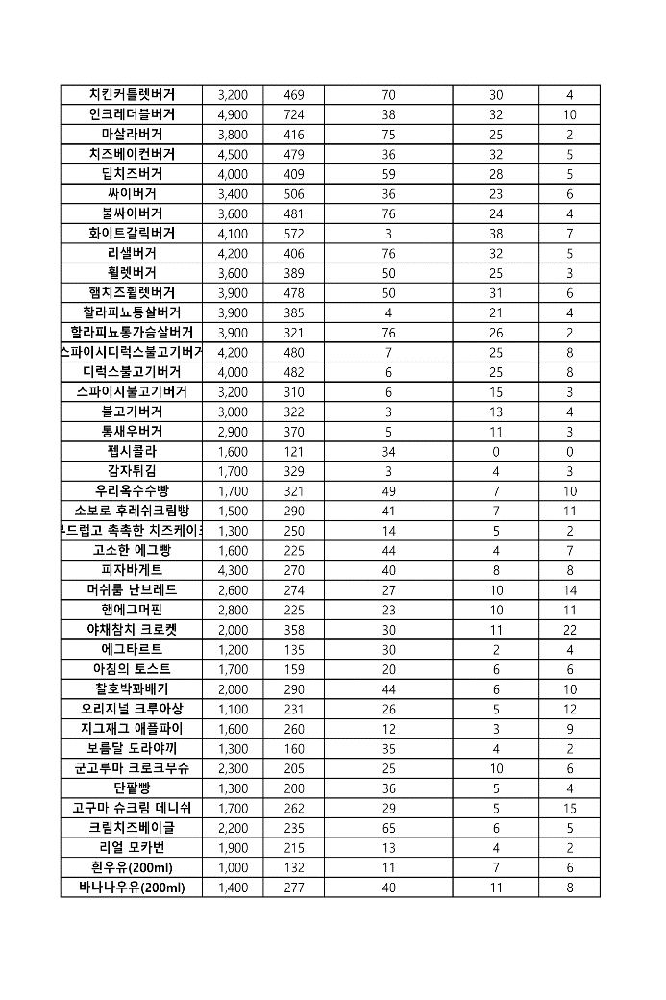 치킨커틀렛버거 3,200 469 70 30 4
인크레더블버거 4,900 724 38 32 10
마살라버거 3,800 416 75 25 2
치즈베이컨버거 4,500 479 36 32 5
딥치즈버거 4,000 409 59 28 5
싸이버거 3,400 506 36 23 6
불싸이버거 3,600 481 76 24 4
화이트갈릭버거 4,100 572 3 38 7
리샐버거 4,200 406 76 32 5
휠렛버거 3,600 389 50 25 3
햄치즈휠렛버거 3,900 478 50 31 6
할라피뇨통살버거 3,900 385 4 21 4
할라피뇨통가슴살버거 3,900 321 76 26 2
스파이시디럭스불고기버거 4,200 480 7 25 8
디럭스불고기버거 4,000 482 6 25 8
스파이시불고기버거 3,200 310 6 15 3
불고기버거 3,000 322 3 13 4
통새우버거 2,900 370 5 11 3
펩시콜라 1,600 121 34 0 0
감자튀김 1,700 329 3 4 3
우리옥수수빵 1,700 321 49 7 10
소보로 후레쉬크림빵 1,500 290 41 7 11
부드럽고 촉촉한 치즈케이크 1,300 250 14 5 2
고소한 에그빵 1,600 225 44 4 7
피자바게트 4,300 270 40 8 8
머쉬룸 난브레드 2,600 274 27 10 14
햄에그머핀 2,800 225 23 10 11
야채참치 크로켓 2,000 358 30 11 22
에그타르트 1,200 135 30 2 4
아침의 토스트 1,700 159 20 6 6
찰호박꽈배기 2,000 290 44 6 10
오리지널 크루아상 1,100 231 26 5 12
지그재그 애플파이 1,600 260 12 3 9
보름달 도라야끼 1,300 160 35 4 2
군고루마 크로크무슈 2,300 205 25 10 6
단팥빵 1,300 200 36 5 4
고구마 슈크림 데니쉬 1,700 262 29 5 15
크림치즈베이글 2,200 235 65 6 5
리얼 모카번 1,900 215 13 4 2
흰우유(200ml) 1,000 132 11 7 6
바나나우유(200ml) 1,400 277 40 11 8